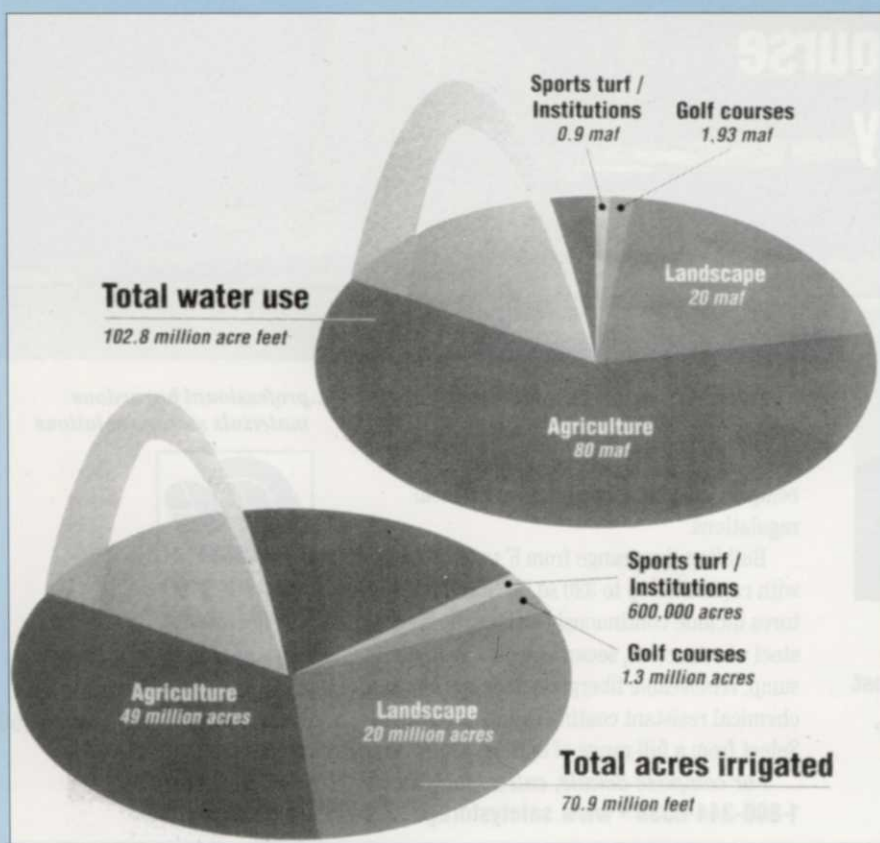 Sports turf /
Institutions
0.9 maf
Golf courses
1.93 maf
Landscape
20 maf
Total water use
102.8 million acre feet
Agriculture
80 maf
regulations
Sports turf /
Institutions
600,000 acres
Golf courses
1.3 million acres
Agriculture
49 million acres
Landscape
20 million acres
Total acres irrigated
70.9 million feet